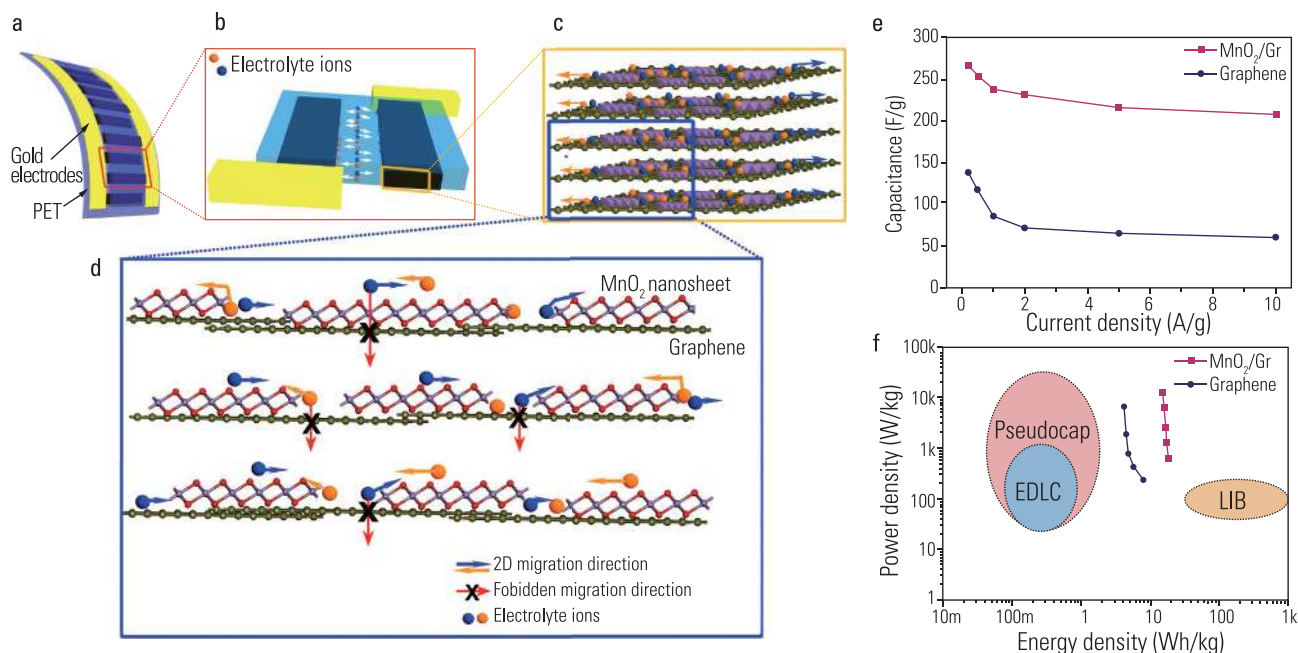 a
Gold
electrodes
PET
b
Electrolyte ions
c
d
MnO2 nanosheet
Graphene
2D migration direction
Fobidden migration direction
Electrolyte ions
e
MnO2/Gr
Graphene
300
250
200
150
100
50
0
Capacitance (F/g)
0 2 4 6 8 10
Current density (A/g)
f
MnO2/Gr
Graphene
100k
10k
1k
100
10
1
Power density (W/kg)
Pseudocap
EDLC
LIB
10m 100m 1 10 100 1k
Energy density (Wh/kg)